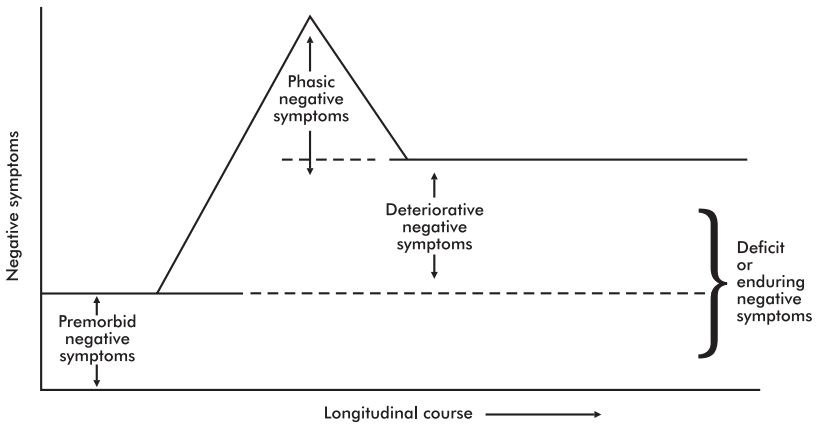 Phasic
negative
symptoms
Negative symptoms
Deteriorative
negative
symptoms
Deficit
or
enduring
negative
symptoms
Premorbid
negative
symptoms
Longitudinal course